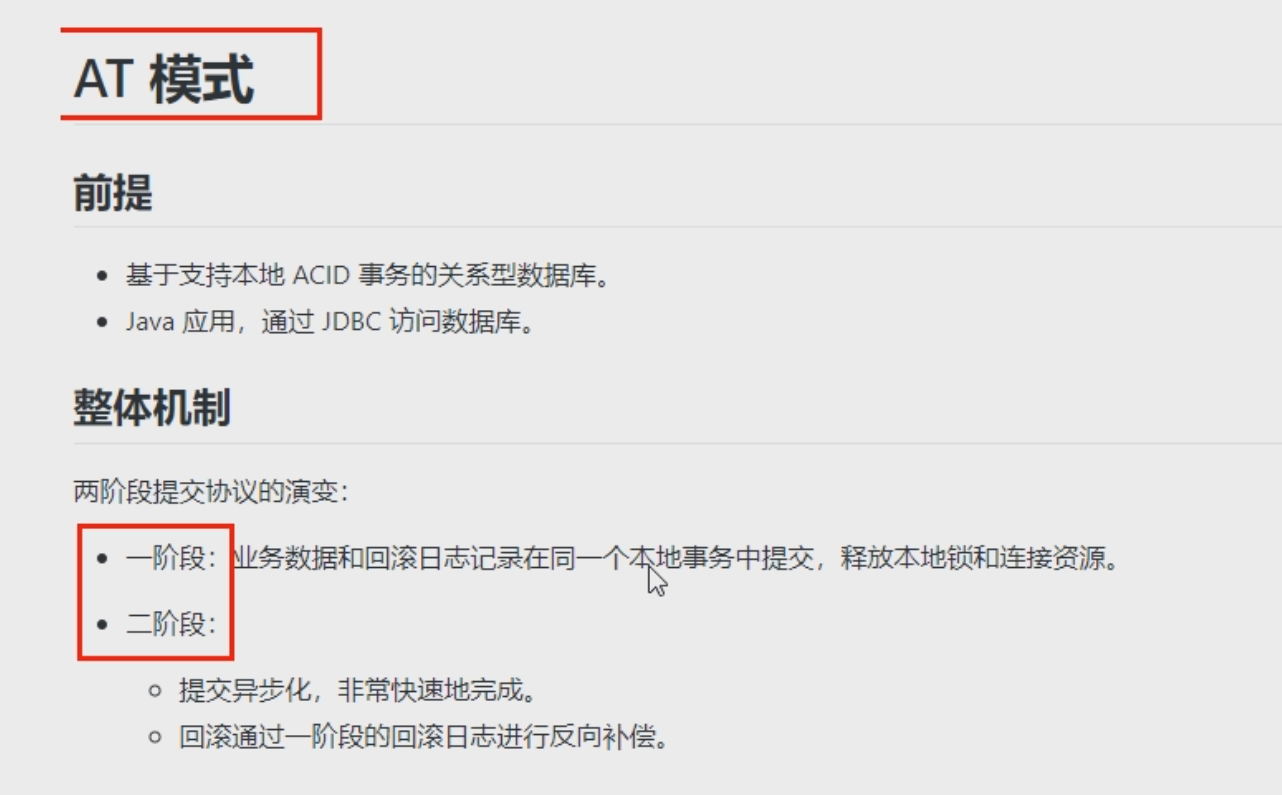 AT 模式
前提
基于支持本地 ACID 事务的关系型数据库。
Java 应用，通过 JDBC 访问数据库。
整体机制
两阶段提交协议的演变：
一阶段：业务数据和回滚日志记录在同一个本地事务中提交，释放本地锁和连接资源。
二阶段：
提交异步化，非常快速地完成。
回滚通过一阶段的回滚日志进行反向补偿。